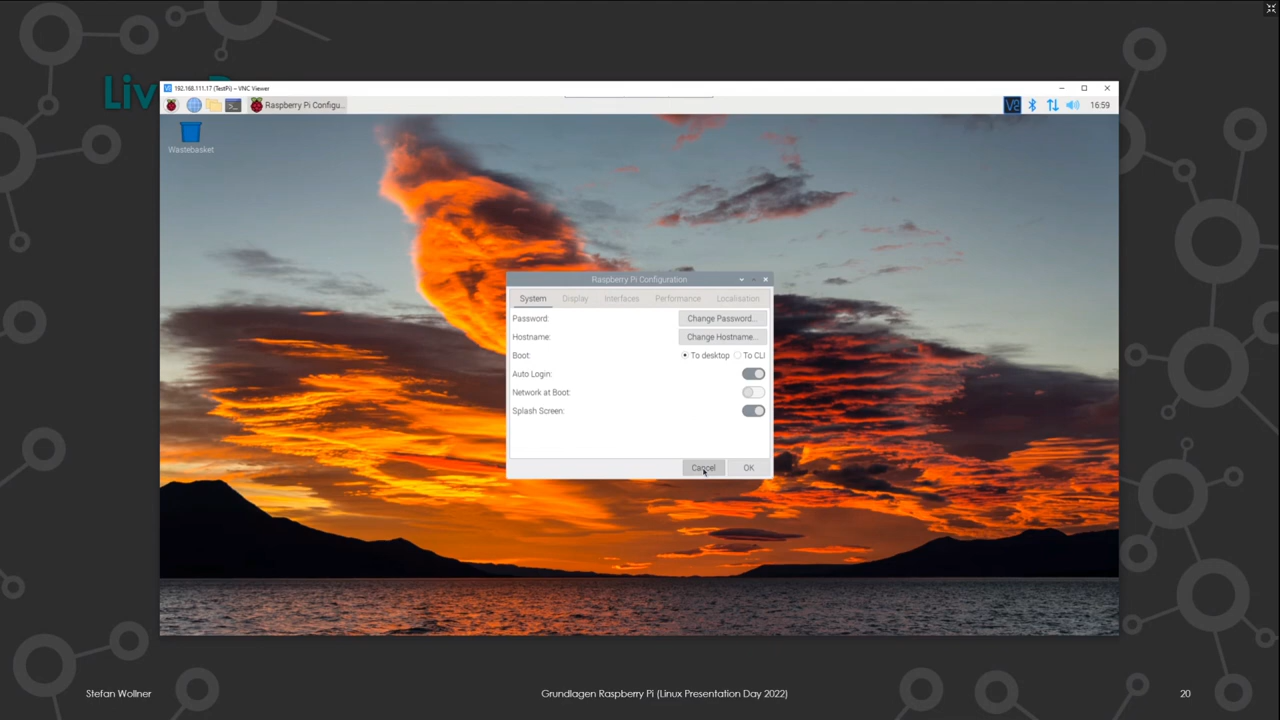 Liv
192.168.111.17 (TestPi) - VNC Viewer
Raspberry Pi Configu...
16:59
Wastebasket
Raspberry Pi Configuration
System Display Interfaces Performance Localisation
Password: Change Password...
Hostname: Change Hostname...
Boot: To desktop To CLI
Auto Login:
Network at Boot:
Splash Screen:
Cancel OK
Stefan Wollner Grundlagen Raspberry Pi (Linux Presentation Day 2022) 20